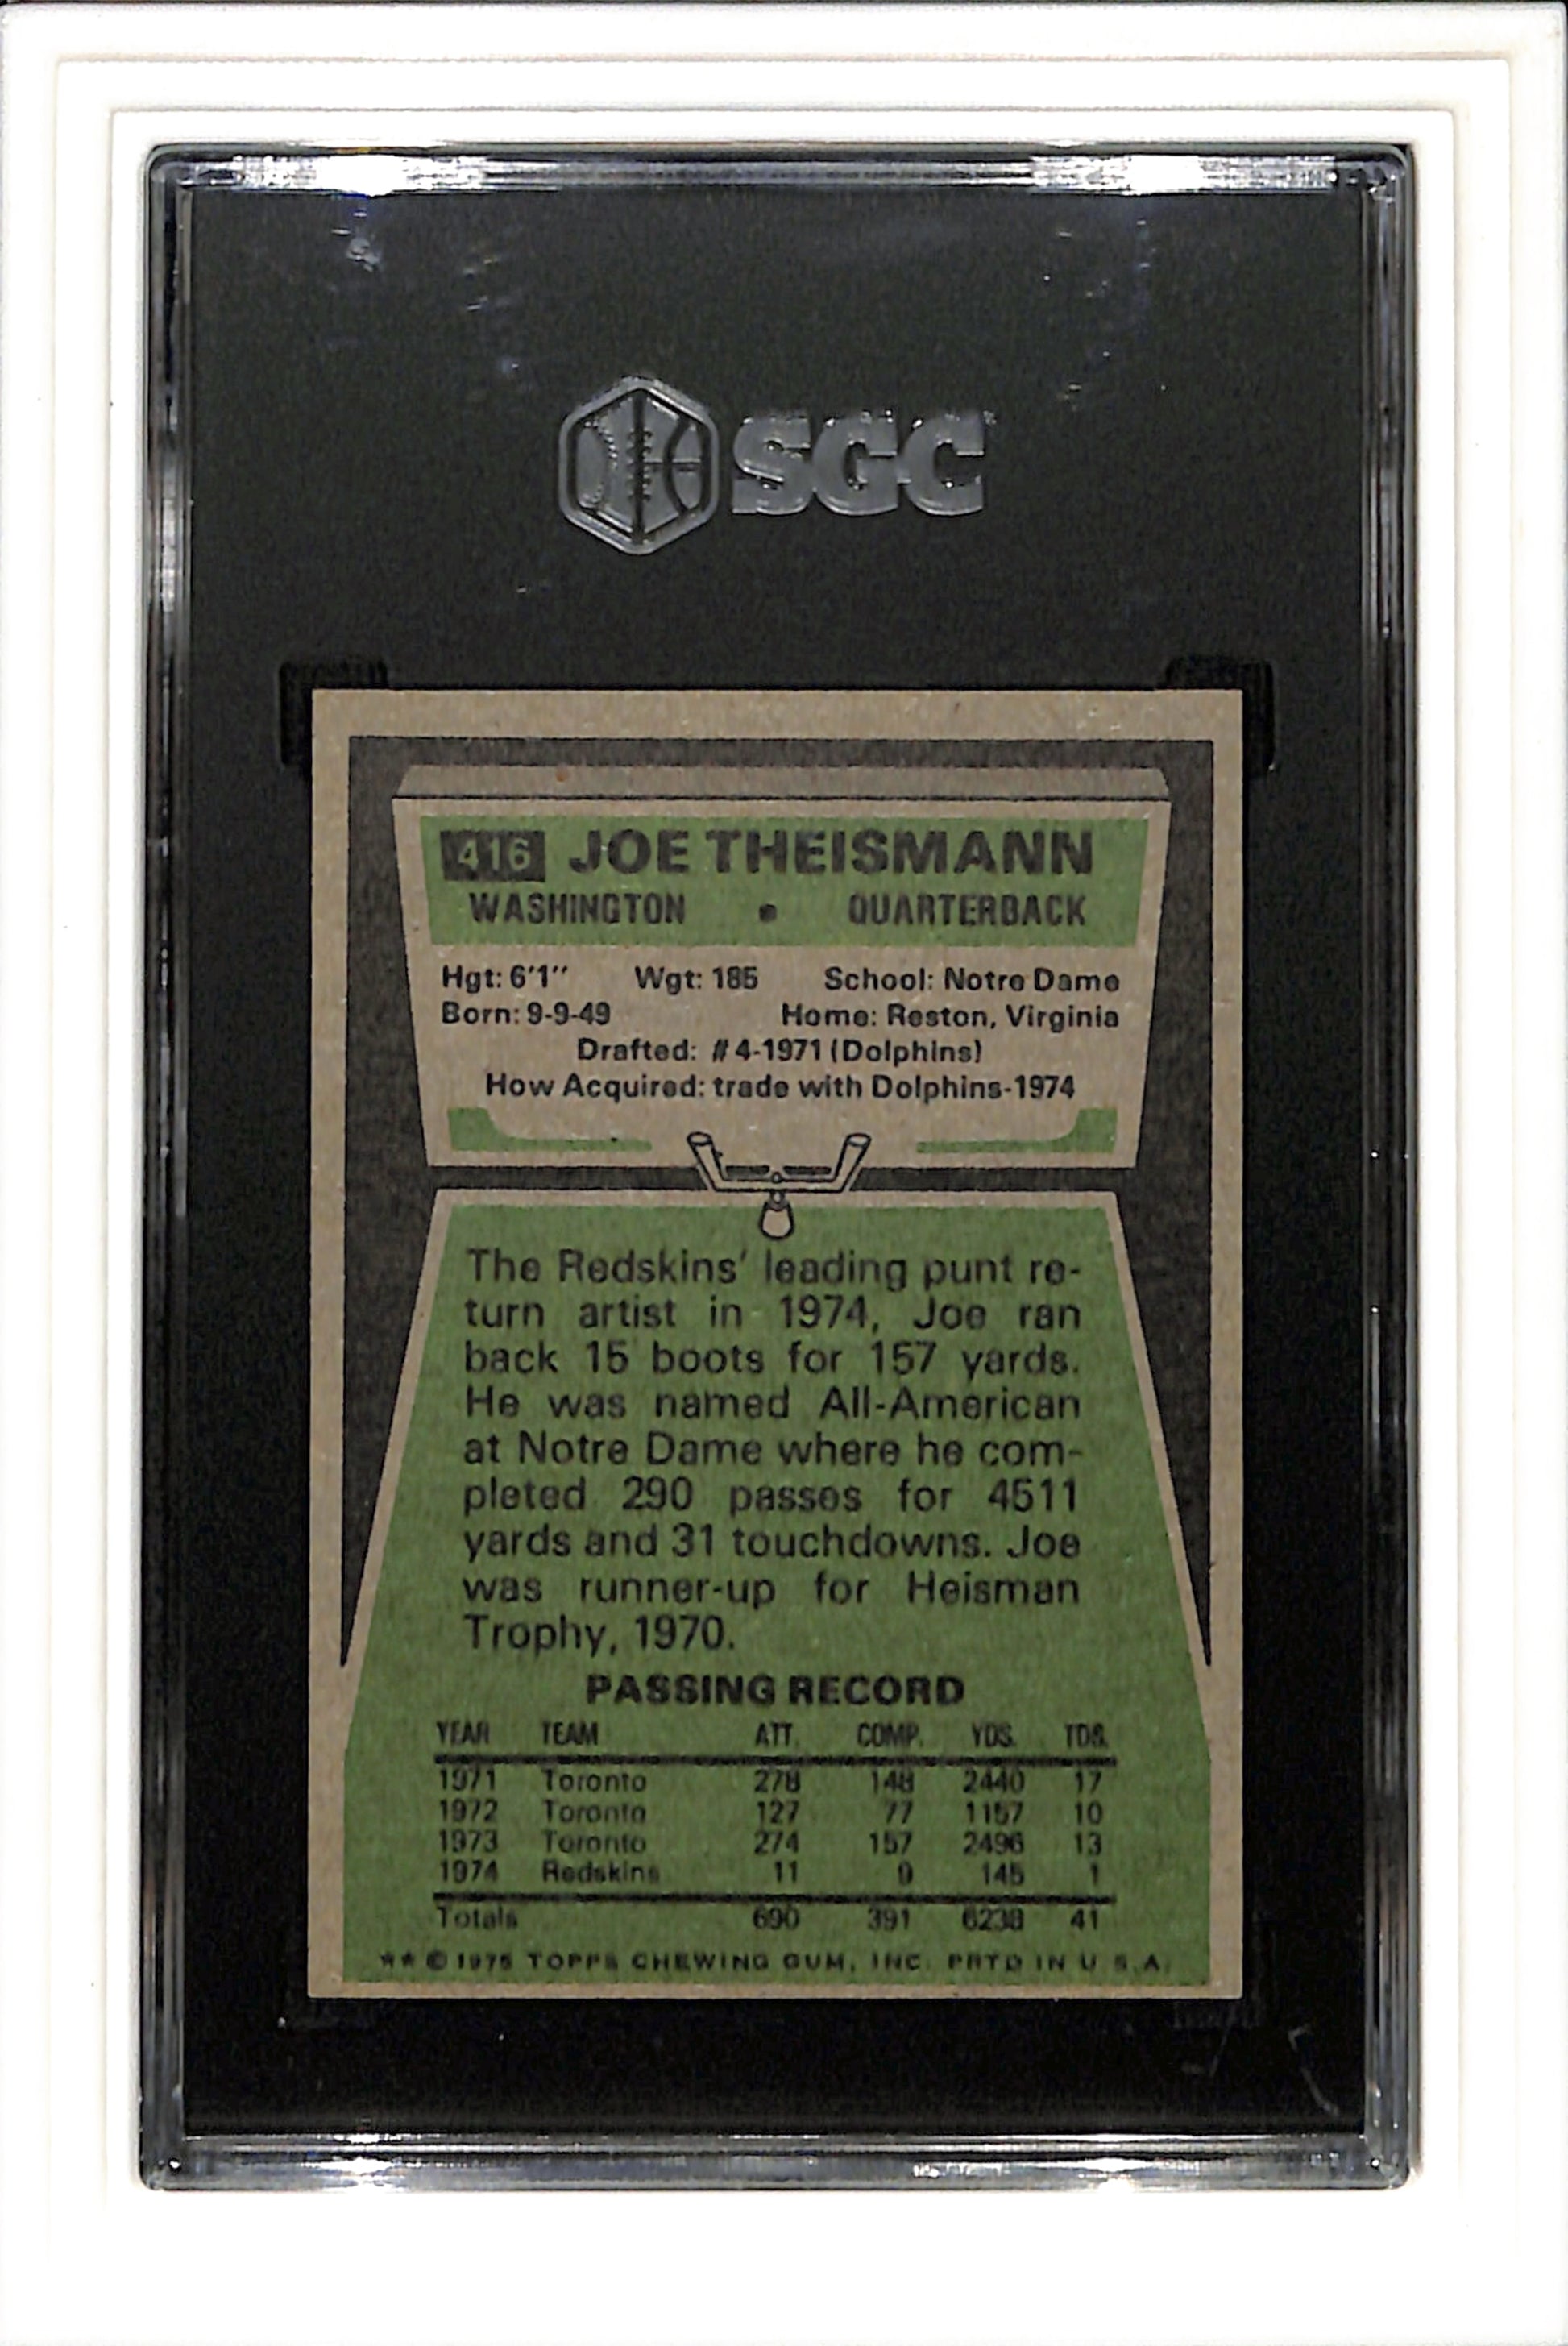 SGC
416 JOE THEISMANN
WASHINGTON • QUARTERBACK
Hgt: 6'1" Wgt: 185 School: Notre Dame
Born: 9-9-49 Home: Reston, Virginia
Drafted: #4-1971 (Dolphins)
How Acquired: trade with Dolphins-1974
The Redskins' leading punt re-
turn artist in 1974, Joe ran
back 15 boots for 157 yards.
He was named All-American
at Notre Dame where he com-
pleted 290 passes for 4511
yards and 31 touchdowns. Joe
was runner-up for Heisman
Trophy, 1970.
PASSING RECORD
YEAR TEAM ATT. COMP. YDS. TDS.
1971 Toronto 278 148 2440 17
1972 Toronto 127 77 1157 10
1973 Toronto 274 157 2496 13
1974 Redskins 11 9 145 1
Totals 690 391 6238 41
** © 1975 TOPPS CHEWING GUM, INC. PRTD IN U.S.A.